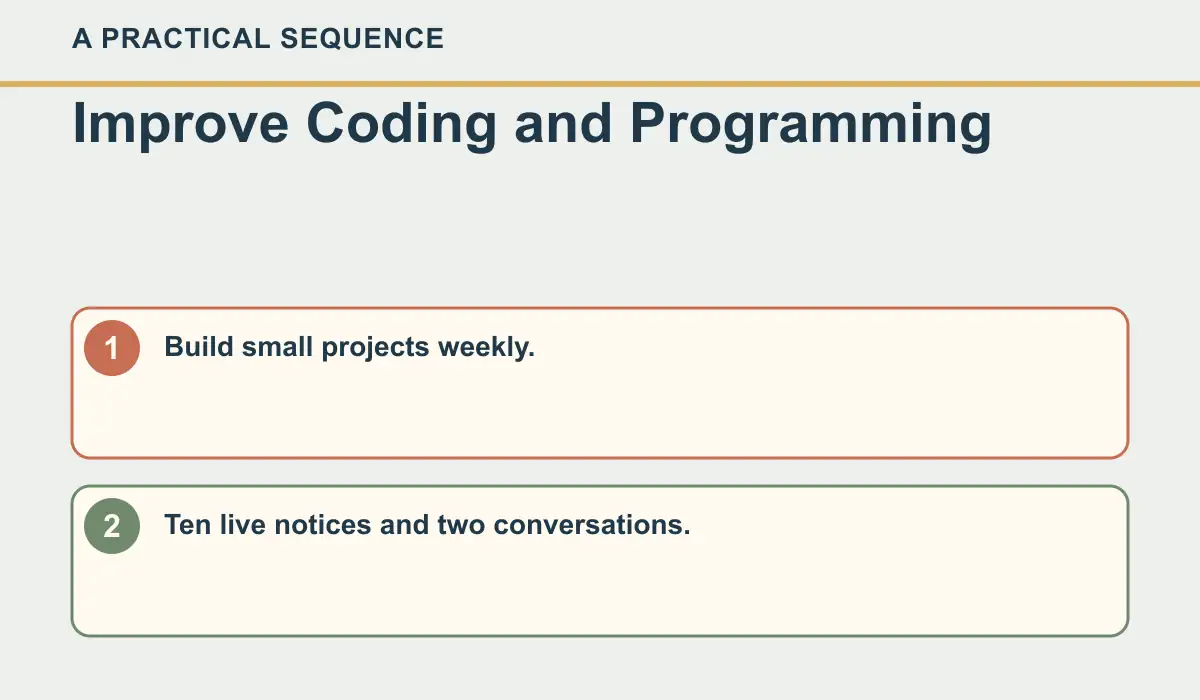 A PRACTICAL SEQUENCE
Improve Coding and Programming
1
Build small projects weekly.
2
Ten live notices and two conversations.